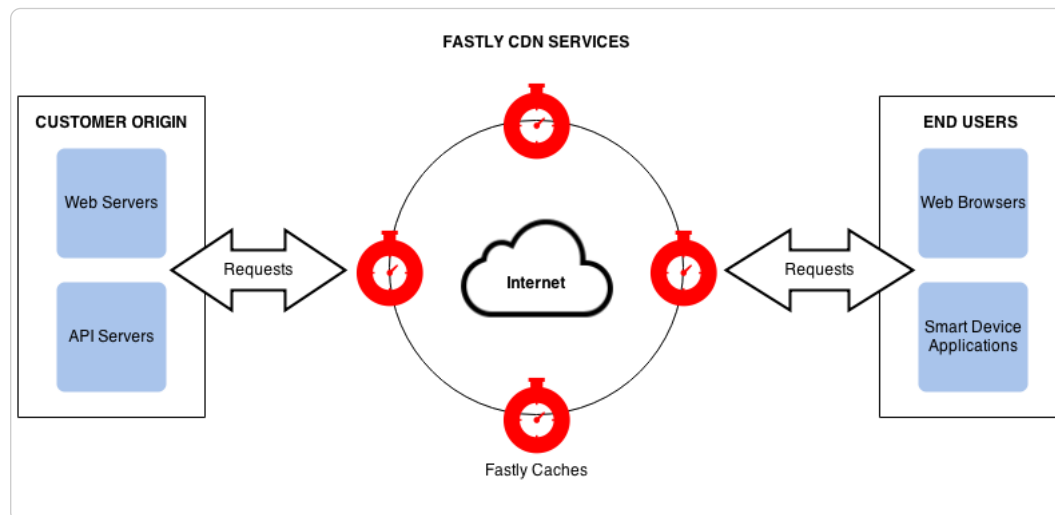 FASTLY CDN SERVICES
CUSTOMER ORIGIN
Web Servers
API Servers
Requests
Internet
Fastly Caches
Requests
END USERS
Web Browsers
Smart Device
Applications